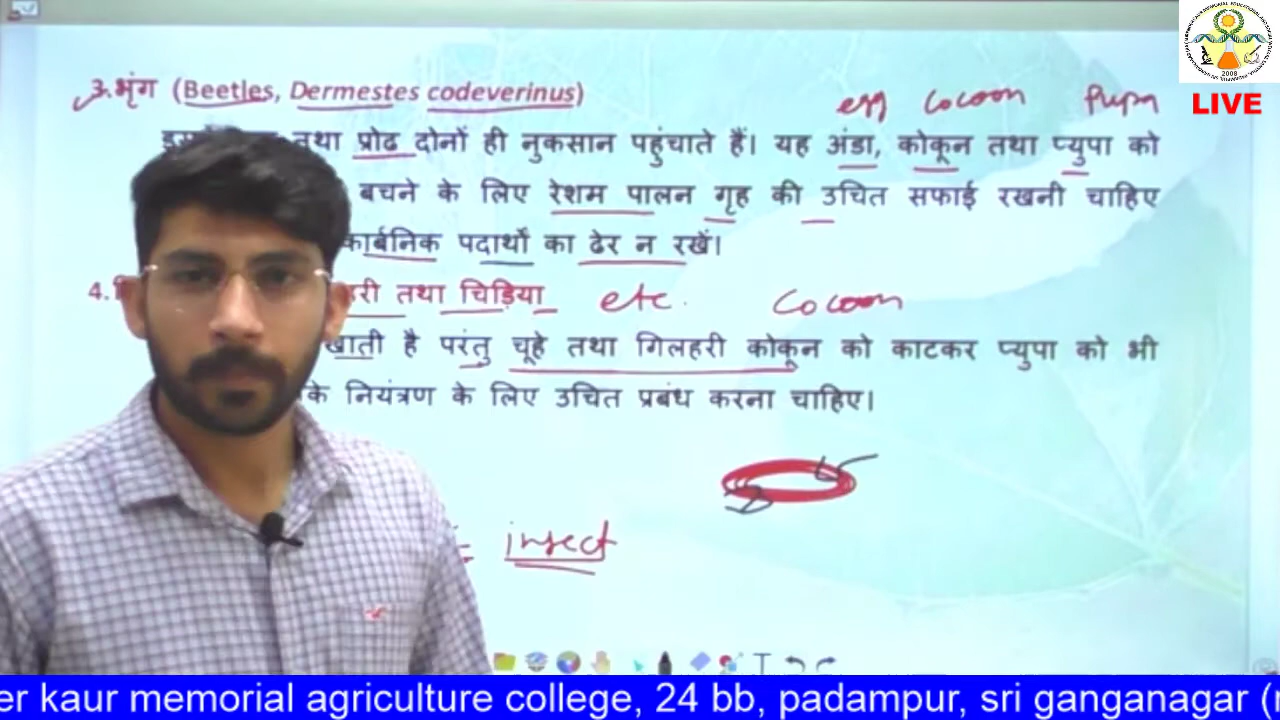 3.भृंग (Beetles, Dermestes codeverinus)
egg cocoon Pupa
तथा प्रोढ दोनों ही नुकसान पहुंचाते हैं। यह अंडा, कोकून तथा प्युपा को
बचने के लिए रेशम पालन गृह की उचित सफाई रखनी चाहिए
कार्बनिक पदार्थो का ढेर न रखें।
4. तथा चिड़िया etc. Cocoon
खाती है परंतु चूहे तथा गिलहरी कोकून को काटकर प्युपा को भी
के नियंत्रण के लिए उचित प्रबंध करना चाहिए।
insect
2008
LIVE
er kaur memorial agriculture college, 24 bb, padampur, sri ganganagar (